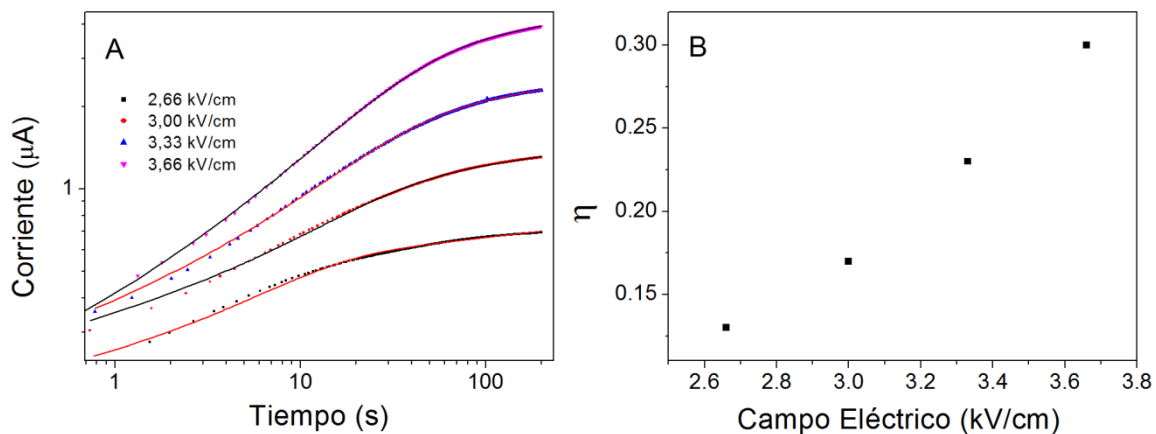 A
2,66 kV/cm
3,00 kV/cm
3,33 kV/cm
3,66 kV/cm
Corriente (μA)
1
1
10
100
Tiempo (s)
B
0.30
0.25
0.20
0.15
η
2.6
2.8
3.0
3.2
3.4
3.6
3.8
Campo Eléctrico (kV/cm)